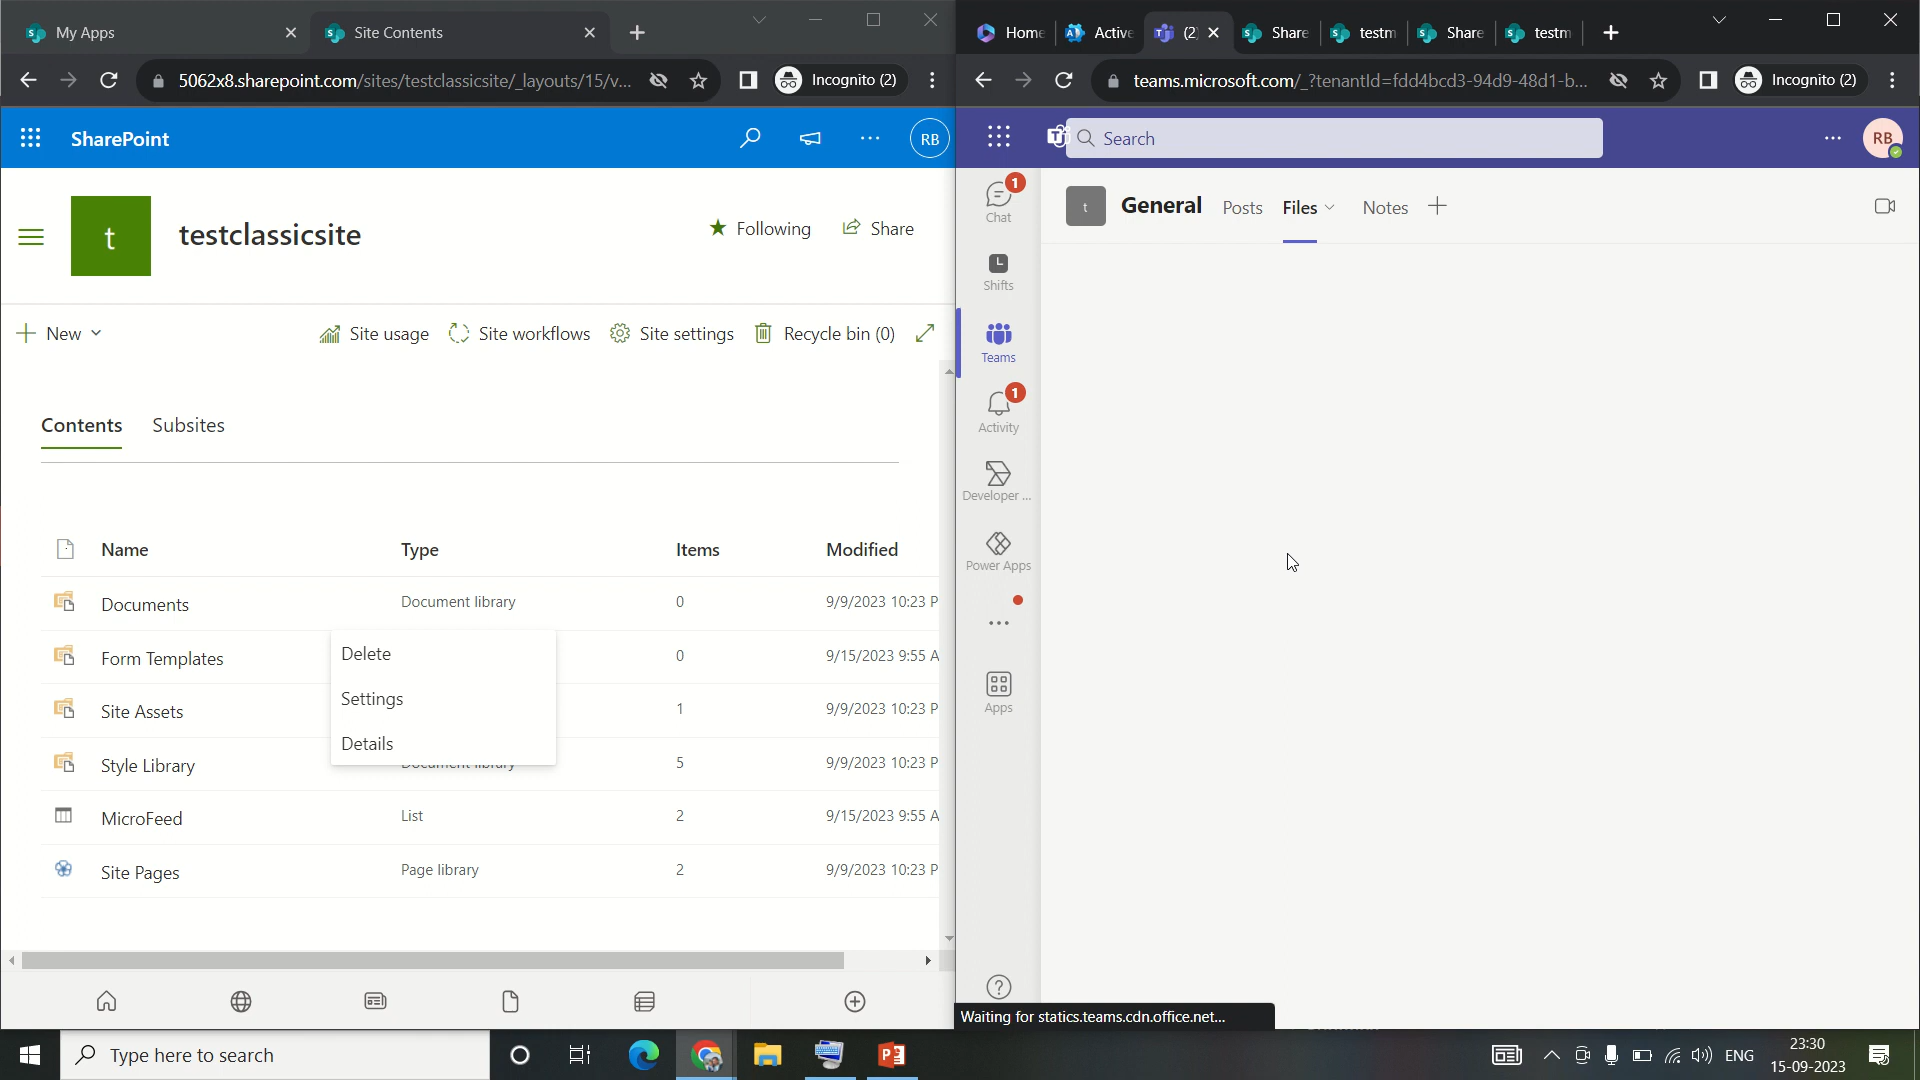 My Apps
Site Contents
5062x8.sharepoint.com/sites/testclassicsite/_layouts/15/v...
Incognito (2)
SharePoint
RB
t
testclassicsite
Following
Share
New
Site usage
Site workflows
Site settings
Recycle bin (0)
Contents
Subsites
Name
Type
Items
Modified
Documents
Document library
0
9/9/2023 10:23 P
Form Templates
0
9/15/2023 9:55 A
Site Assets
1
9/9/2023 10:23 P
Style Library
5
9/9/2023 10:23 P
MicroFeed
List
2
9/15/2023 9:55 A
Site Pages
Page library
2
9/9/2023 10:23 P
Delete
Settings
Details
Home
Active
(2
Share
testm
Share
testm
teams.microsoft.com/_?tenantId=fdd4bcd3-94d9-48d1-b...
Incognito (2)
Search
RB
1
Chat
Shifts
Teams
1
Activity
Developer ...
Power Apps
Apps
t
General
Posts
Files
Notes
Waiting for statics.teams.cdn.office.net...
Type here to search
ENG
23:30
15-09-2023